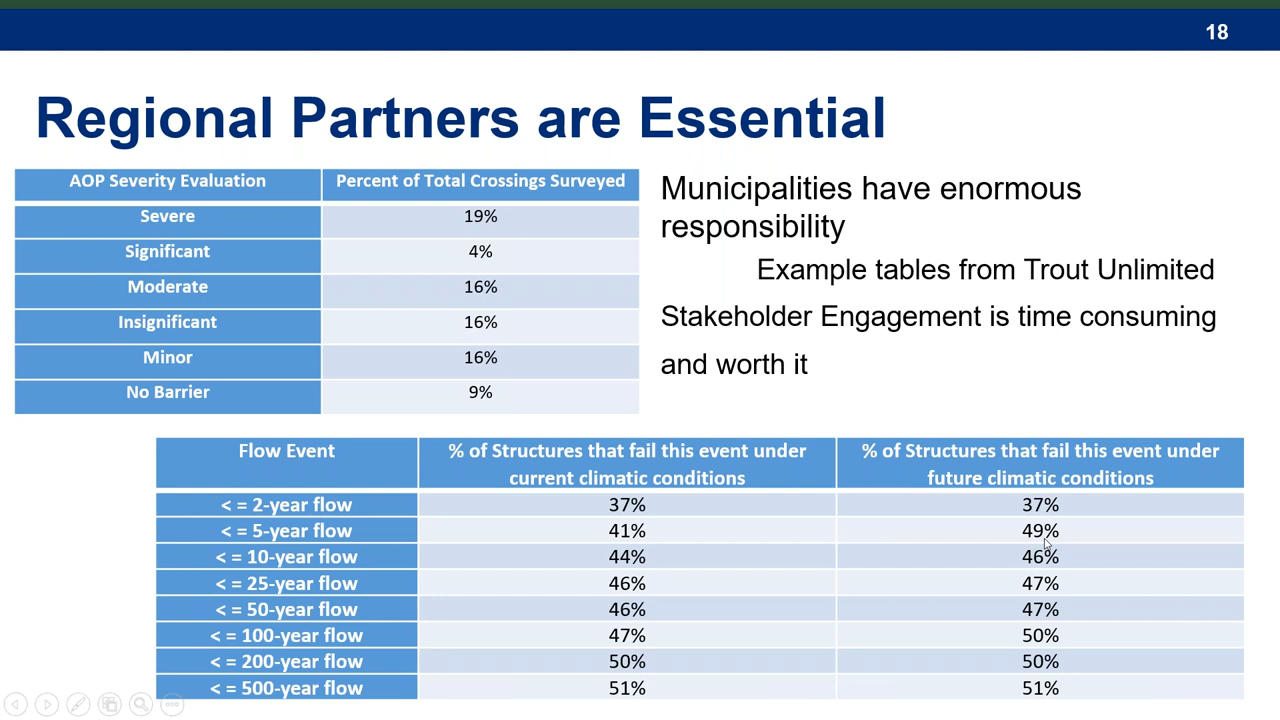 18
Regional Partners are Essential
AOP Severity Evaluation Percent of Total Crossings Surveyed
Severe 19%
Significant 4%
Moderate 16%
Insignificant 16%
Minor 16%
No Barrier 9%
Municipalities have enormous
responsibility
Example tables from Trout Unlimited
Stakeholder Engagement is time consuming
and worth it
Flow Event % of Structures that fail this event under current climatic conditions % of Structures that fail this event under future climatic conditions
< = 2-year flow 37% 37%
< = 5-year flow 41% 49%
< = 10-year flow 44% 46%
< = 25-year flow 46% 47%
< = 50-year flow 46% 47%
< = 100-year flow 47% 50%
< = 200-year flow 50% 50%
< = 500-year flow 51% 51%